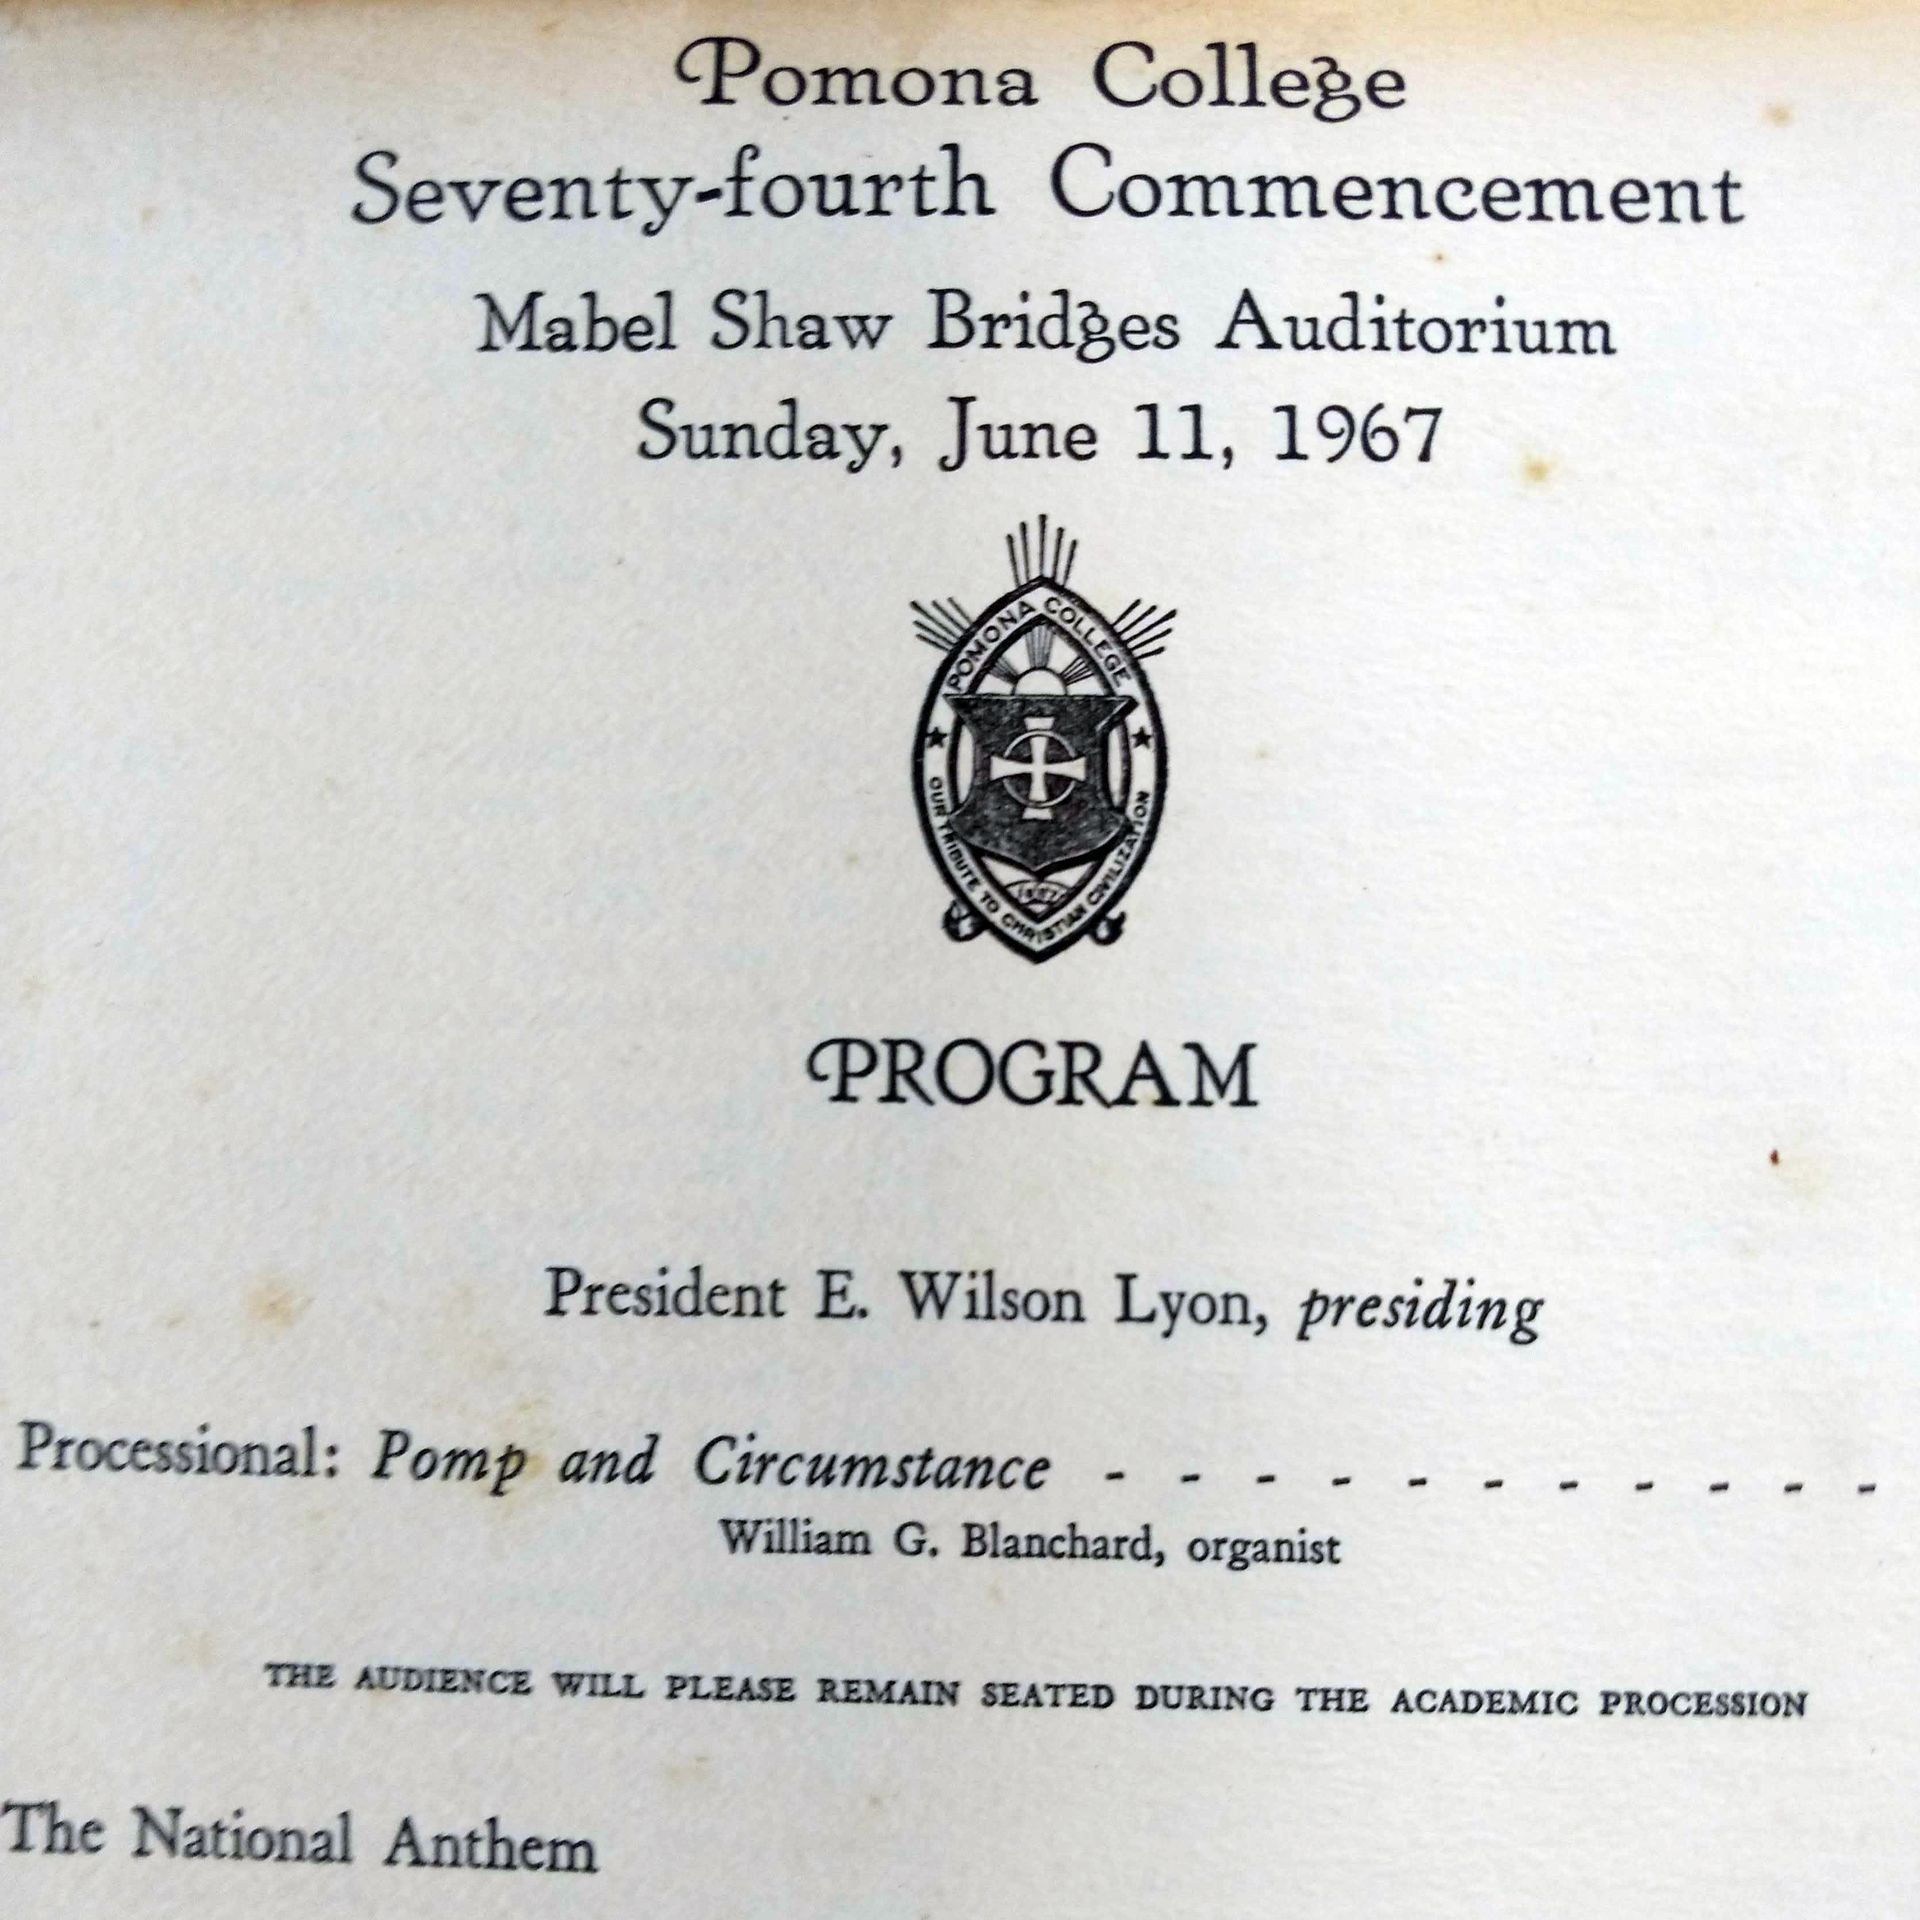 Pomona College
Seventy-fourth Commencement
Mabel Shaw Bridges Auditorium
Sunday, June 11, 1967
POMONA COLLEGE
OUR TRIBUTE TO CHRISTIAN CIVILIZATION
PROGRAM
President E. Wilson Lyon, presiding
Processional: Pomp and Circumstance - - - - - - - - - - -
William G. Blanchard, organist
THE AUDIENCE WILL PLEASE REMAIN SEATED DURING THE ACADEMIC PROCESSION
The National Anthem